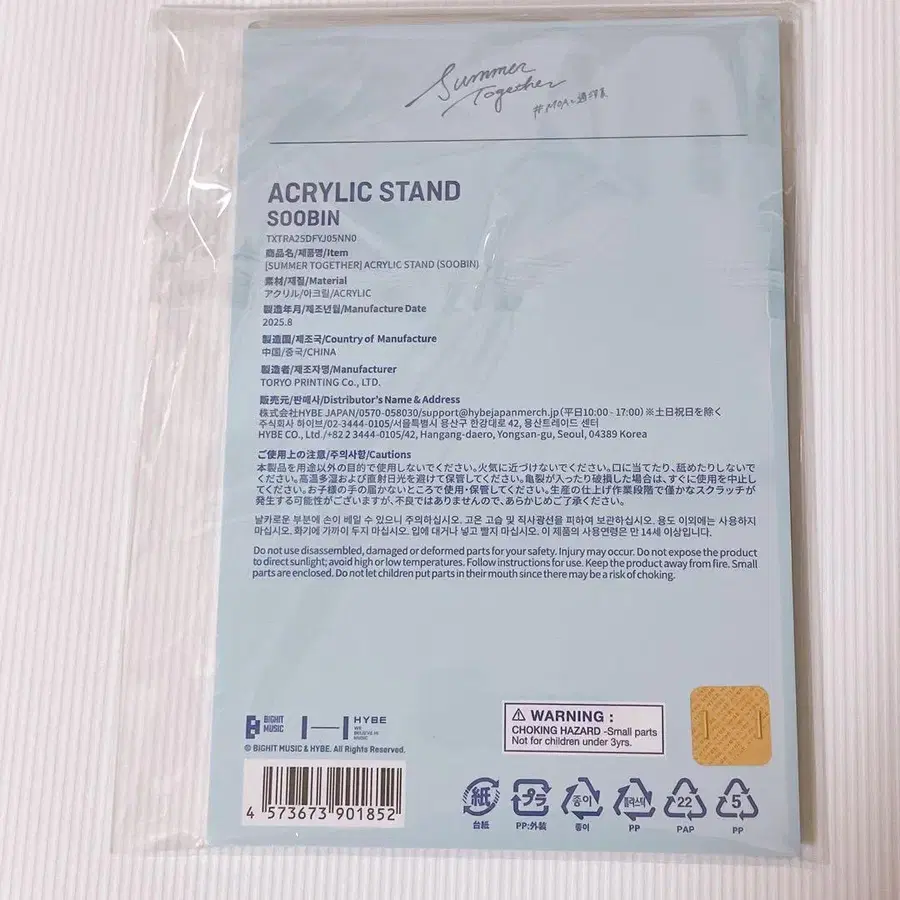 Summer
Together
#MOAと過ごす夏
ACRYLIC STAND
SOOBIN
TXTRA25DFYJ05NN0
商品名/제품명/Item
[SUMMER TOGETHER] ACRYLIC STAND (SOOBIN)
素材/재질/Material
アクリル/아크릴/ACRYLIC
製造年月/제조년월/Manufacture Date
2025.8
製造国/제조국/Country of Manufacture
中国/중국/CHINA
製造者/제조자명/Manufacturer
TORYO PRINTING Co., LTD.
販売元/판매사/Distributor's Name & Address
株式会社HYBE JAPAN/0570-058030/support@hybejapanmerch.jp(平日10:00 - 17:00) ※土日祝日を除く
주식회사 하이브/02-3444-0105/서울특별시 용산구 한강대로 42, 용산트레이드 센터
HYBE CO., Ltd /+82 2 3444-0105/42, Hangang-daero, Yongsan-gu, Seoul, 04389 Korea
ご使用上の注意/주의사항/Cautions
本製品を用途以外の目的で使用しないでください。火気に近づけないでください。口に当てたり、舐めたりしないで
ください。高温多湿および直射日光を避けて保管してください。亀裂が入ったり破損した場合は、すぐに使用を中止し
てください。お子様の手の届かないところで使用・保管してください。生産の仕上げ作業段階で僅かなスクラッチが
発生する可能性がございますが、不良ではありませんので、あらかじめご了承ください。
날카로운 부분에 손이 베일 수 있으니 주의하십시오. 고온 고습 및 직사광선을 피하여 보관하십시오. 용도 이외에는 사용하지
마십시오. 화기에 가까이 두지 마십시오. 입에 대거나 넣고 빨지 마십시오. 이 제품의 사용연령은 만 14세 이상입니다.
Do not use disassembled, damaged or deformed parts for your safety. Injury may occur. Do not expose the product
to direct sunlight; avoid high or low temperatures. Follow instructions for use. Keep the product away from fire. Small
parts are enclosed. Do not let children put parts in their mouth since there may be a risk of choking.
BIGHIT
MUSIC
HYBE
WE
BELIEVE IN
MUSIC
© BIGHIT MUSIC & HYBE. All Rights Reserved.
4 573673 901852
WARNING :
CHOKING HAZARD -Small parts
Not for children under 3yrs.
紙
台紙
プラ
PP:外装
종이
종이
플라스틱
PP
22
PAP
5
PP